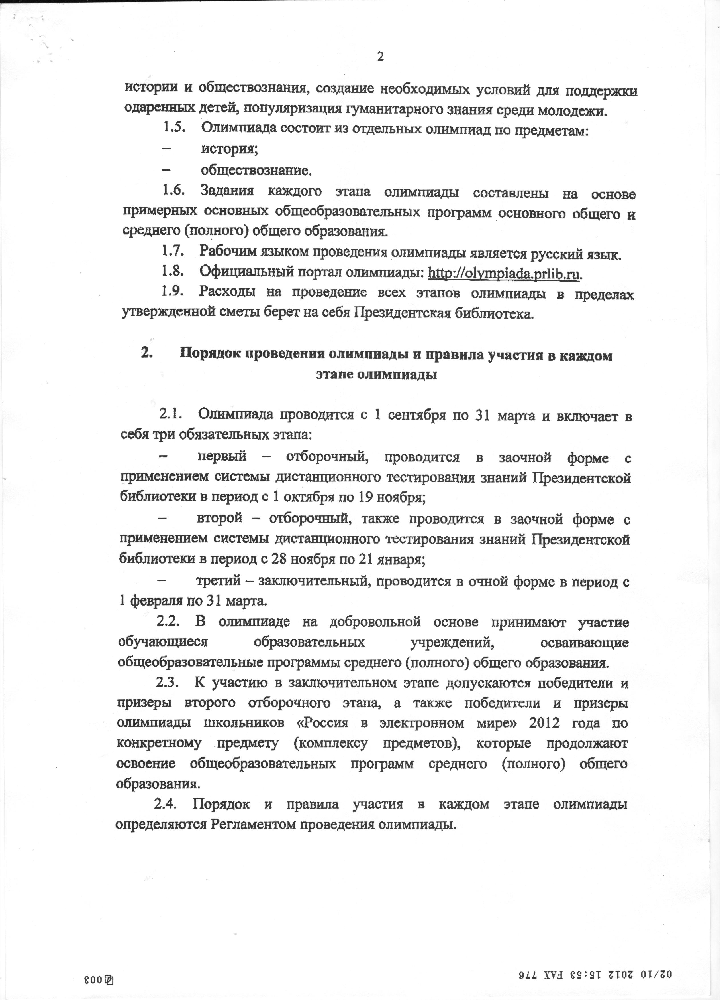 2
истории и обществознания, создание необходимых условий для поддержки
одаренных детей, популяризация гуманитарного знания среди молодежи.
1.5. Олимпиада состоит из отдельных олимпиад по предметам:
– история;
– обществознание.
1.6. Задания каждого этапа олимпиады составлены на основе
примерных основных общеобразовательных программ основного общего и
среднего (полного) общего образования.
1.7. Рабочим языком проведения олимпиады является русский язык.
1.8. Официальный портал олимпиады: http://olympiada.prlib.ru.
1.9. Расходы на проведение всех этапов олимпиады в пределах
утвержденной сметы берет на себя Президентская библиотека.
2. Порядок проведения олимпиады и правила участия в каждом
этапе олимпиады
2.1. Олимпиада проводится с 1 сентября по 31 марта и включает в
себя три обязательных этапа:
– первый – отборочный, проводится в заочной форме с
применением системы дистанционного тестирования знаний Президентской
библиотеки в период с 1 октября по 19 ноября;
– второй – отборочный, также проводится в заочной форме с
применением системы дистанционного тестирования знаний Президентской
библиотеки в период с 28 ноября по 21 января;
– третий – заключительный, проводится в очной форме в период с
1 февраля по 31 марта.
2.2. В олимпиаде на добровольной основе принимают участие
обучающиеся образовательных учреждений, осваивающие
общеобразовательные программы среднего (полного) общего образования.
2.3. К участию в заключительном этапе допускаются победители и
призеры второго отборочного этапа, а также победители и призеры
олимпиады школьников «Россия в электронном мире» 2012 года по
конкретному предмету (комплексу предметов), которые продолжают
освоение общеобразовательных программ среднего (полного) общего
образования.
2.4. Порядок и правила участия в каждом этапе олимпиады
определяются Регламентом проведения олимпиады.
02/10 2012 15:53 FAX 776
003